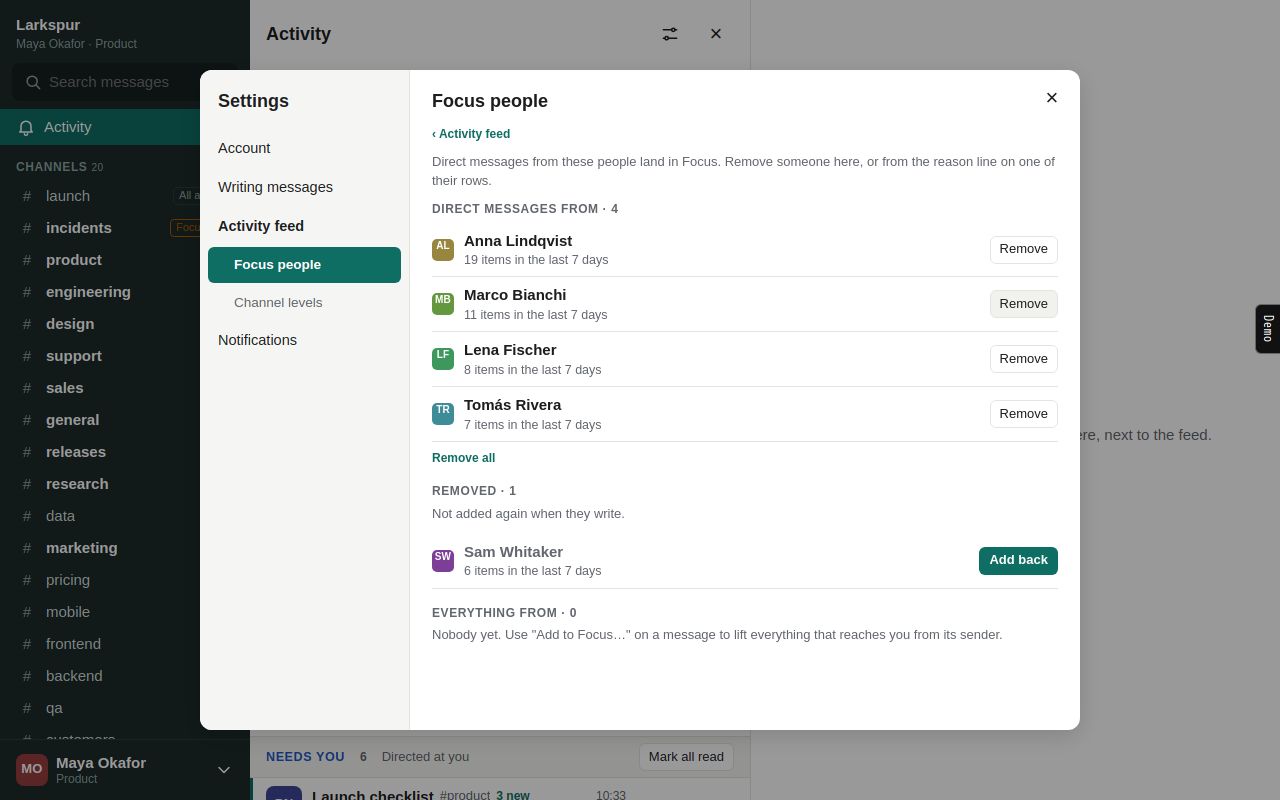 Larkspur
Maya Okafor · Product
Search messages
Activity
CHANNELS 20
# launch
All a
# incidents
Focu
# product
# engineering
# design
# support
# sales
# general
# releases
# research
# data
# marketing
# pricing
# mobile
# frontend
# backend
# qa
# customers
MO
Maya Okafor
Product
Activity
Settings
Account
Writing messages
Activity feed
Focus people
Channel levels
Notifications
Focus people
‹ Activity feed
Direct messages from these people land in Focus. Remove someone here, or from the reason line on one of
their rows.
DIRECT MESSAGES FROM · 4
AL
Anna Lindqvist
19 items in the last 7 days
Remove
MB
Marco Bianchi
11 items in the last 7 days
Remove
LF
Lena Fischer
8 items in the last 7 days
Remove
TR
Tomás Rivera
7 items in the last 7 days
Remove
Remove all
REMOVED · 1
Not added again when they write.
SW
Sam Whitaker
6 items in the last 7 days
Add back
EVERYTHING FROM · 0
Nobody yet. Use "Add to Focus…" on a message to lift everything that reaches you from its sender.
NEEDS YOU 6 Directed at you
Mark all read
Launch checklist #product 3 new 10:33
ere, next to the feed.
Demo